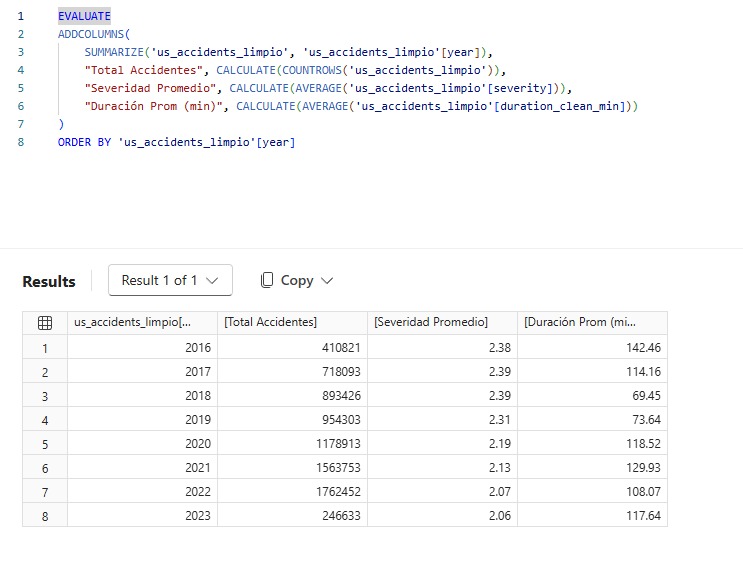 1 EVALUATE
2 ADDCOLUMNS(
3 SUMMARIZE('us_accidents_limpio', 'us_accidents_limpio'[year]),
4 "Total Accidentes", CALCULATE(COUNTROWS('us_accidents_limpio')),
5 "Severidad Promedio", CALCULATE(AVERAGE('us_accidents_limpio'[severity])),
6 "Duración Prom (min)", CALCULATE(AVERAGE('us_accidents_limpio'[duration_clean_min]))
7 )
8 ORDER BY 'us_accidents_limpio'[year]
Results Result 1 of 1 Copy
us_accidents_limpio[... [Total Accidentes] [Severidad Promedio] [Duración Prom (mi...
1 2016 410821 2.38 142.46
2 2017 718093 2.39 114.16
3 2018 893426 2.39 69.45
4 2019 954303 2.31 73.64
5 2020 1178913 2.19 118.52
6 2021 1563753 2.13 129.93
7 2022 1762452 2.07 108.07
8 2023 246633 2.06 117.64